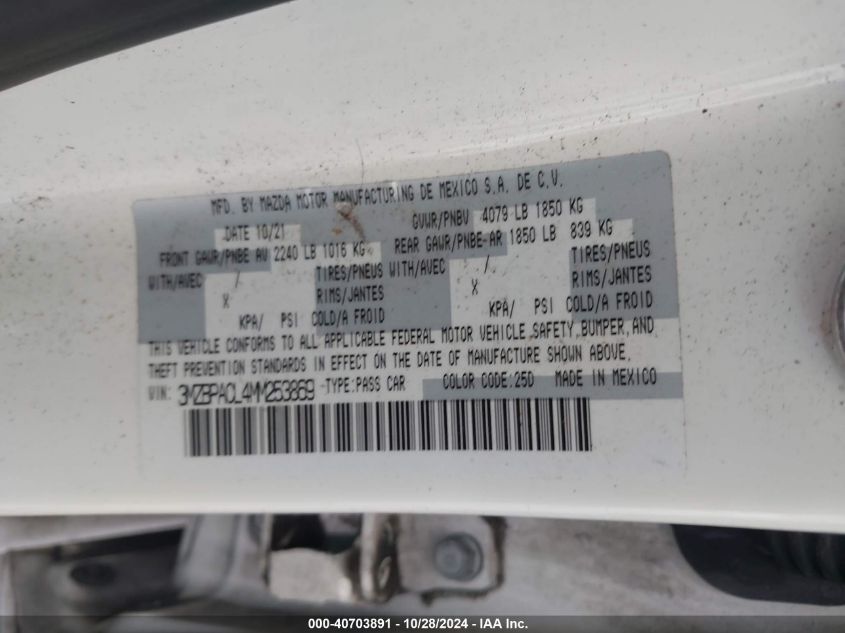 MFD. BY MAZDA MOTOR MANUFACTURING DE MEXICO S.A. DE C.V.
DATE 10/21 GVWR/PNBV 4079 LB 1850 KG
FRONT GAWR/PNBE AV 2240 LB 1016 KG REAR GAWR/PNBE-AR 1850 LB 839 KG
WITH/AVEC / TIRES/PNEUS WITH/AVEC / TIRES/PNEUS
X RIMS/JANTES X RIMS/JANTES
KPA/ PSI COLD/A FROID KPA/ PSI COLD/A FROID
THIS VEHICLE CONFORMS TO ALL APPLICABLE FEDERAL MOTOR VEHICLE SAFETY, BUMPER, AND
THEFT PREVENTION STANDARDS IN EFFECT ON THE DATE OF MANUFACTURE SHOWN ABOVE.
VIN: 3MZBPACL4MM253869 -TYPE:PASS CAR COLOR CODE:25D MADE IN MEXICO
000-40703891 - 10/28/2024 - IAA Inc.